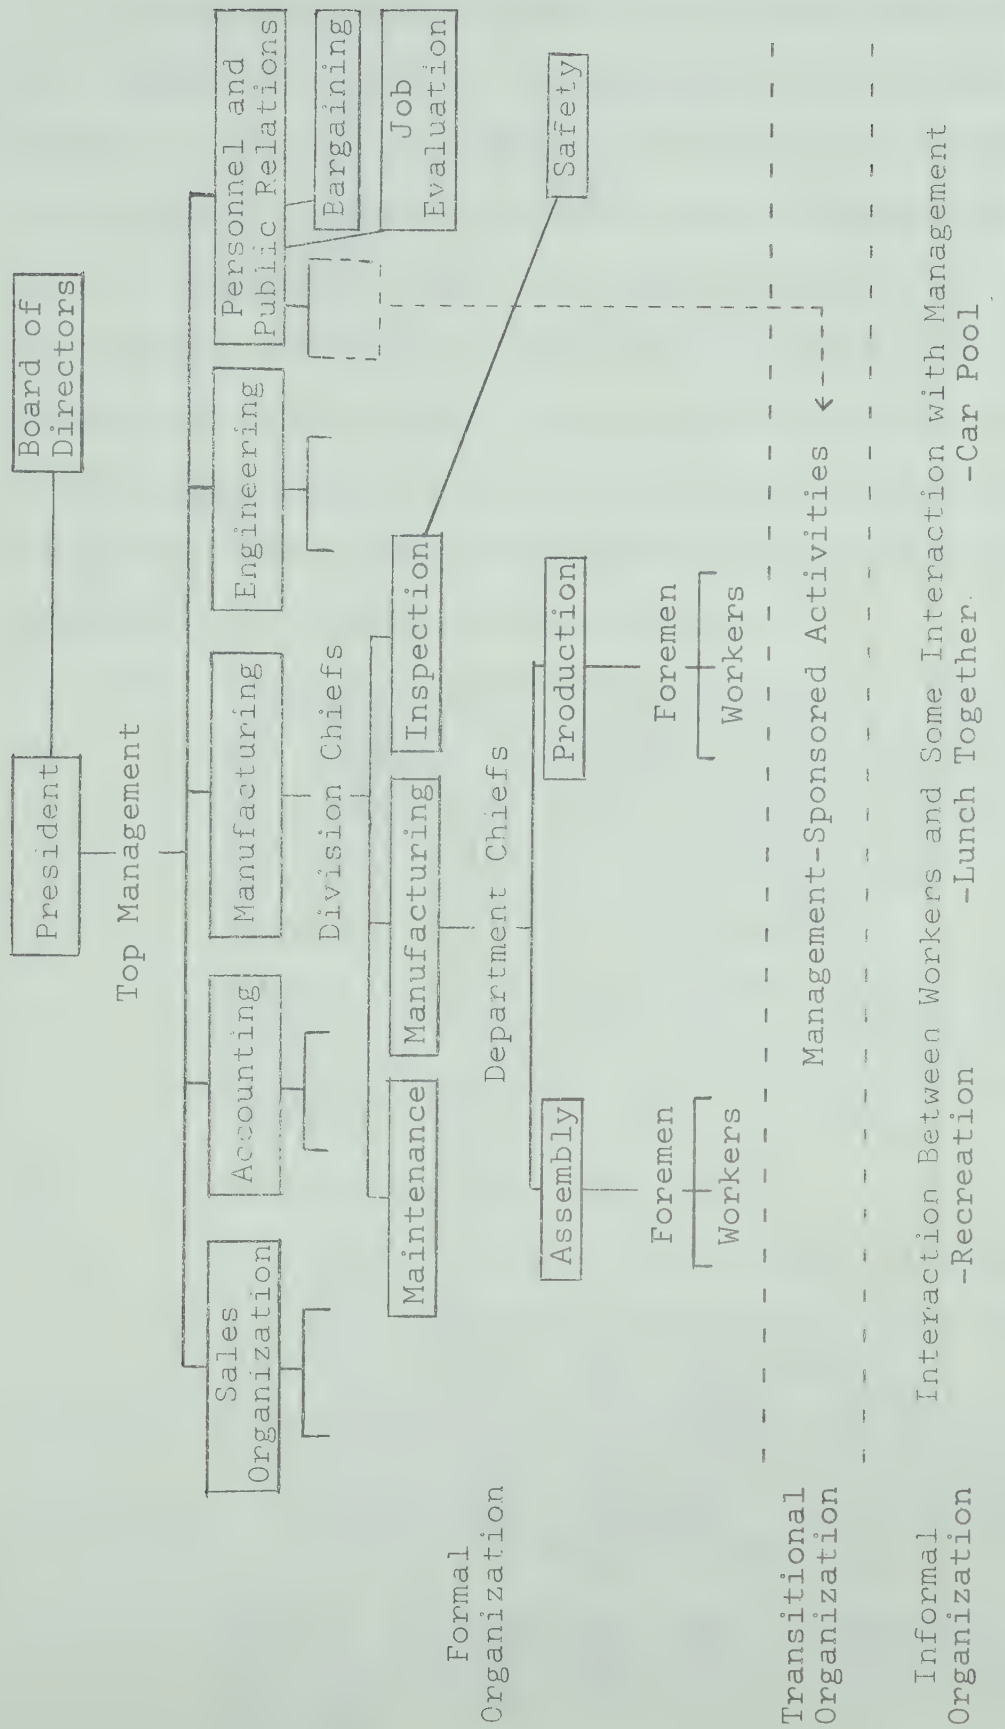 Board of
Directors
President
Top Management
Sales
Organization
Accounting
Manufacturing
Engineering
Personnel and
Public Relations
Bargaining
Job
Evaluation
Division Chiefs
Maintenance
Manufacturing
Inspection
Safety
Department Chiefs
Assembly
Production
Foremen
Workers
Foremen
Workers
Formal
Organization
Transitional
Organization
Management-Sponsored Activities
Informal
Organization
Interaction Between Workers and Some Interaction with Management
-Recreation
-Lunch Together
-Car Pool